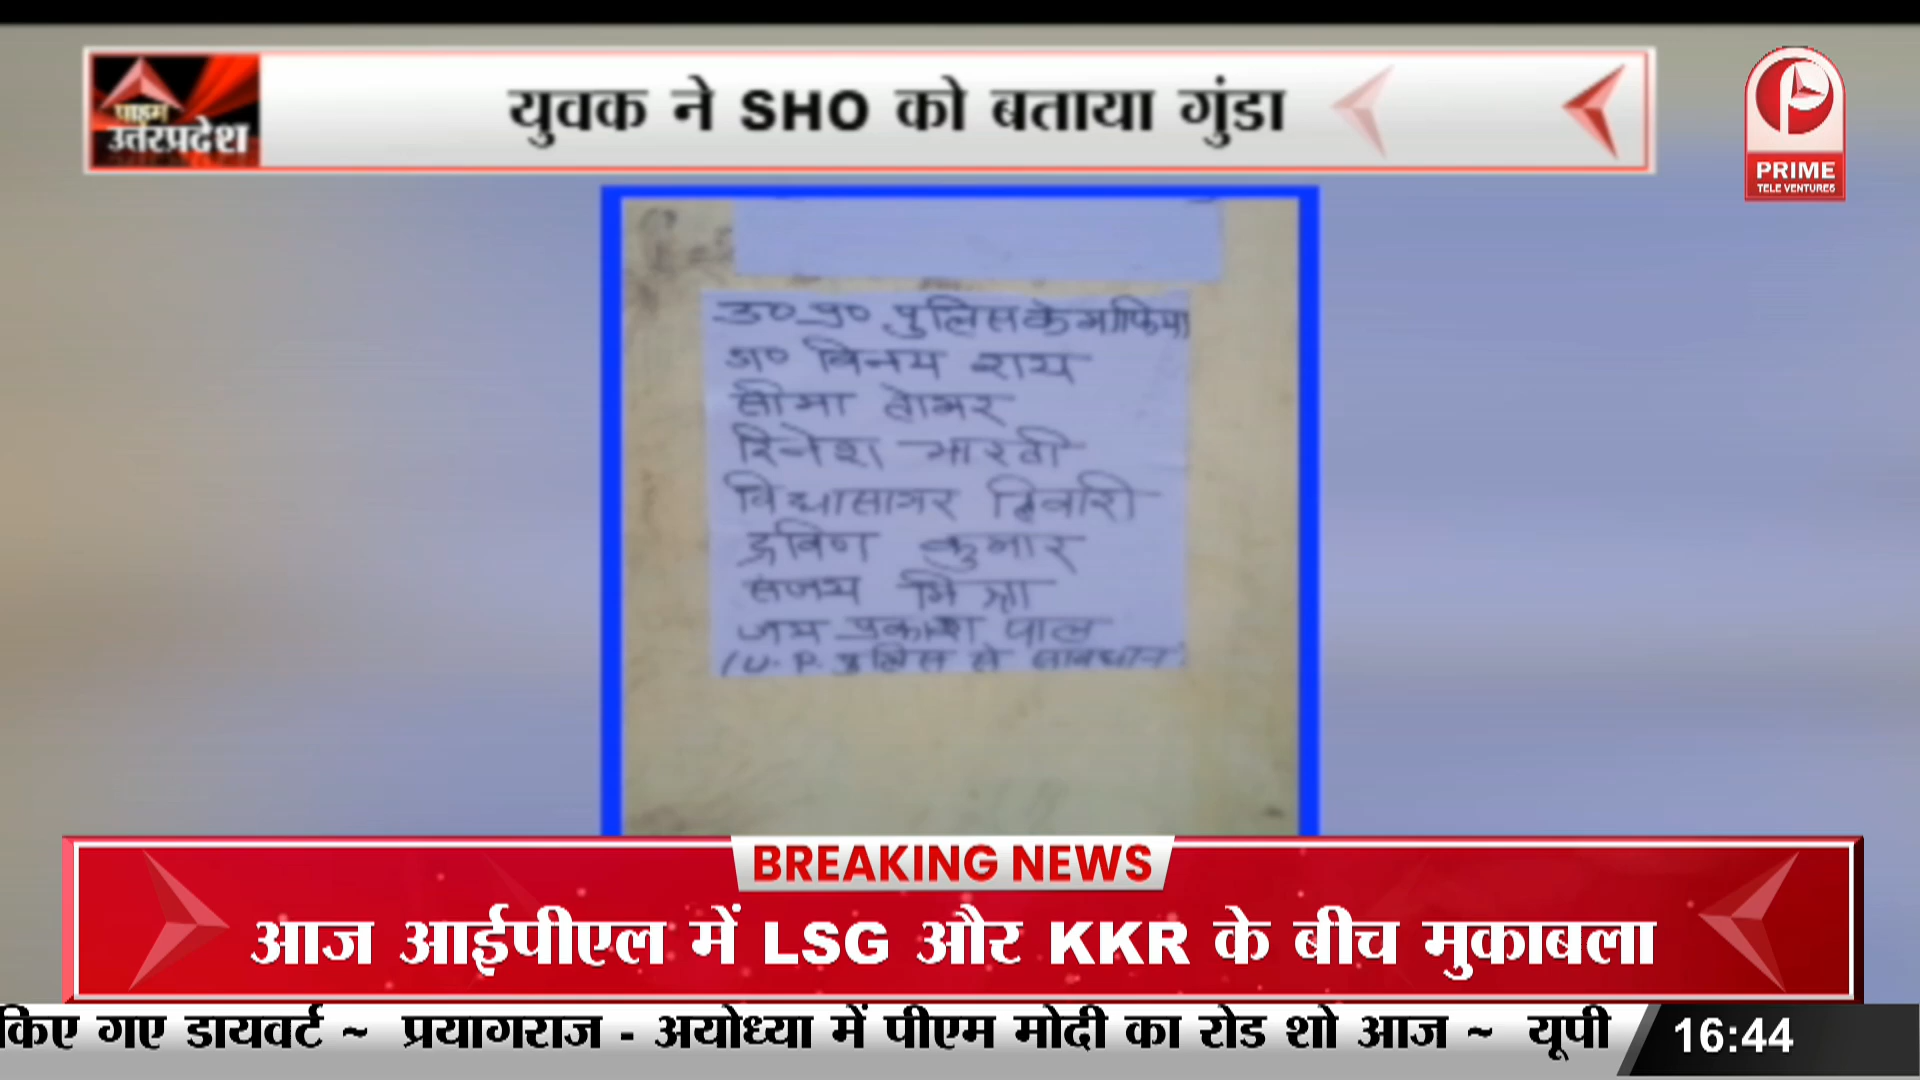 प्राइम
उत्तरप्रदेश
युवक ने SHO को बताया गुंडा
PRIME
TELE VENTURES
उ० प्र० पुलिस के माफिया
डा० विनय राय
सीमा तोमर
दिनेश भारती
विद्यासागर तिवारी
द्रविण कुमार
संजय मिश्रा
जय प्रकाश पाल
(U.P. पुलिस से सावधान)
BREAKING NEWS
आज आईपीएल में LSG और KKR के बीच मुकाबला
किए गए डायवर्ट ~ प्रयागराज - अयोध्या में पीएम मोदी का रोड शो आज ~ यूपी
16:44